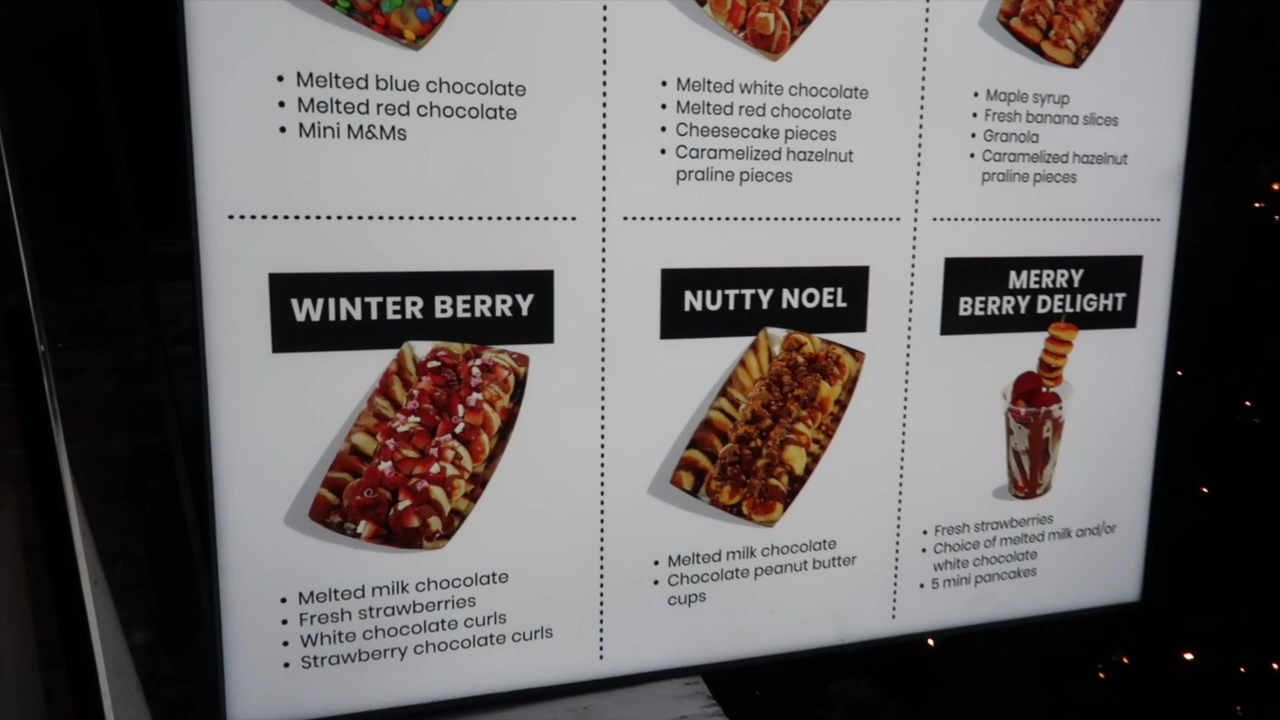 • Melted blue chocolate
• Melted red chocolate
• Mini M&Ms
• Melted white chocolate
• Melted red chocolate
• Cheesecake pieces
• Caramelized hazelnut
praline pieces
• Maple syrup
• Fresh banana slices
• Granola
• Caramelized hazelnut
praline pieces
WINTER BERRY
• Melted milk chocolate
• Fresh strawberries
• White chocolate curls
• Strawberry chocolate curls
NUTTY NOEL
• Melted milk chocolate
• Chocolate peanut butter
cups
MERRY
BERRY DELIGHT
• Fresh strawberries
• Choice of melted milk and/or
white chocolate
• 5 mini pancakes